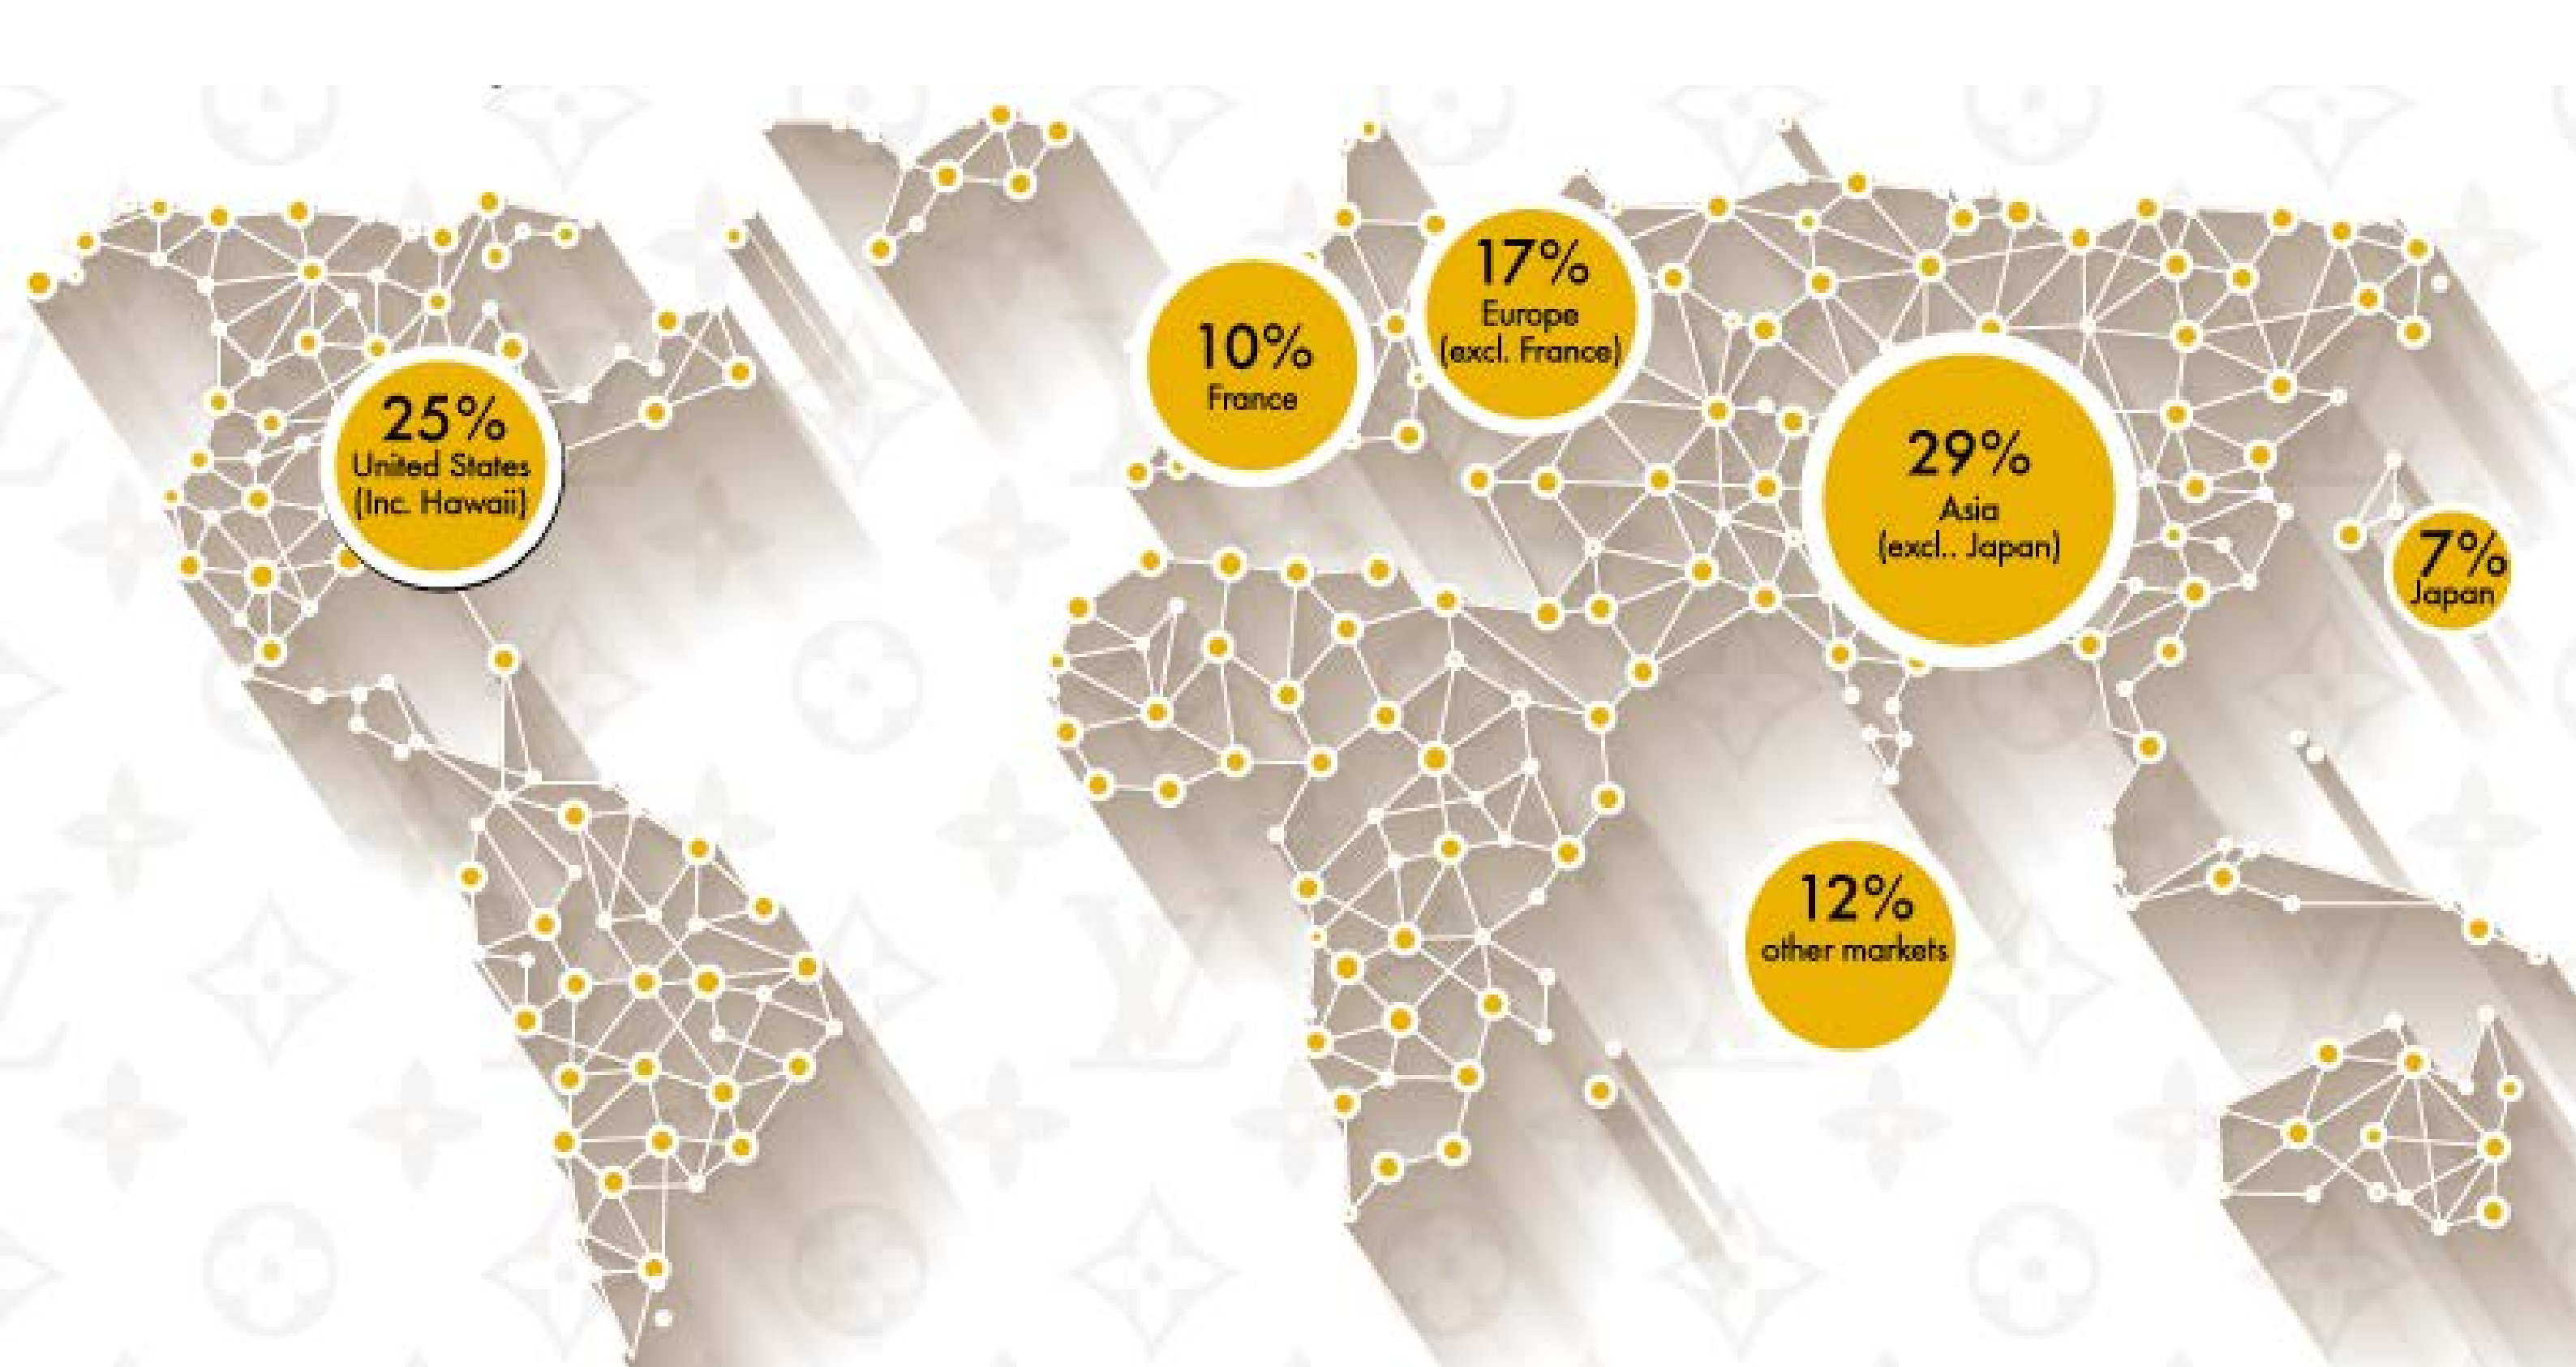 25%
United States
(Inc. Hawaii)
10%
France
17%
Europe
(excl. France)
29%
Asia
(excl.. Japan)
7%
Japan
12%
other markets